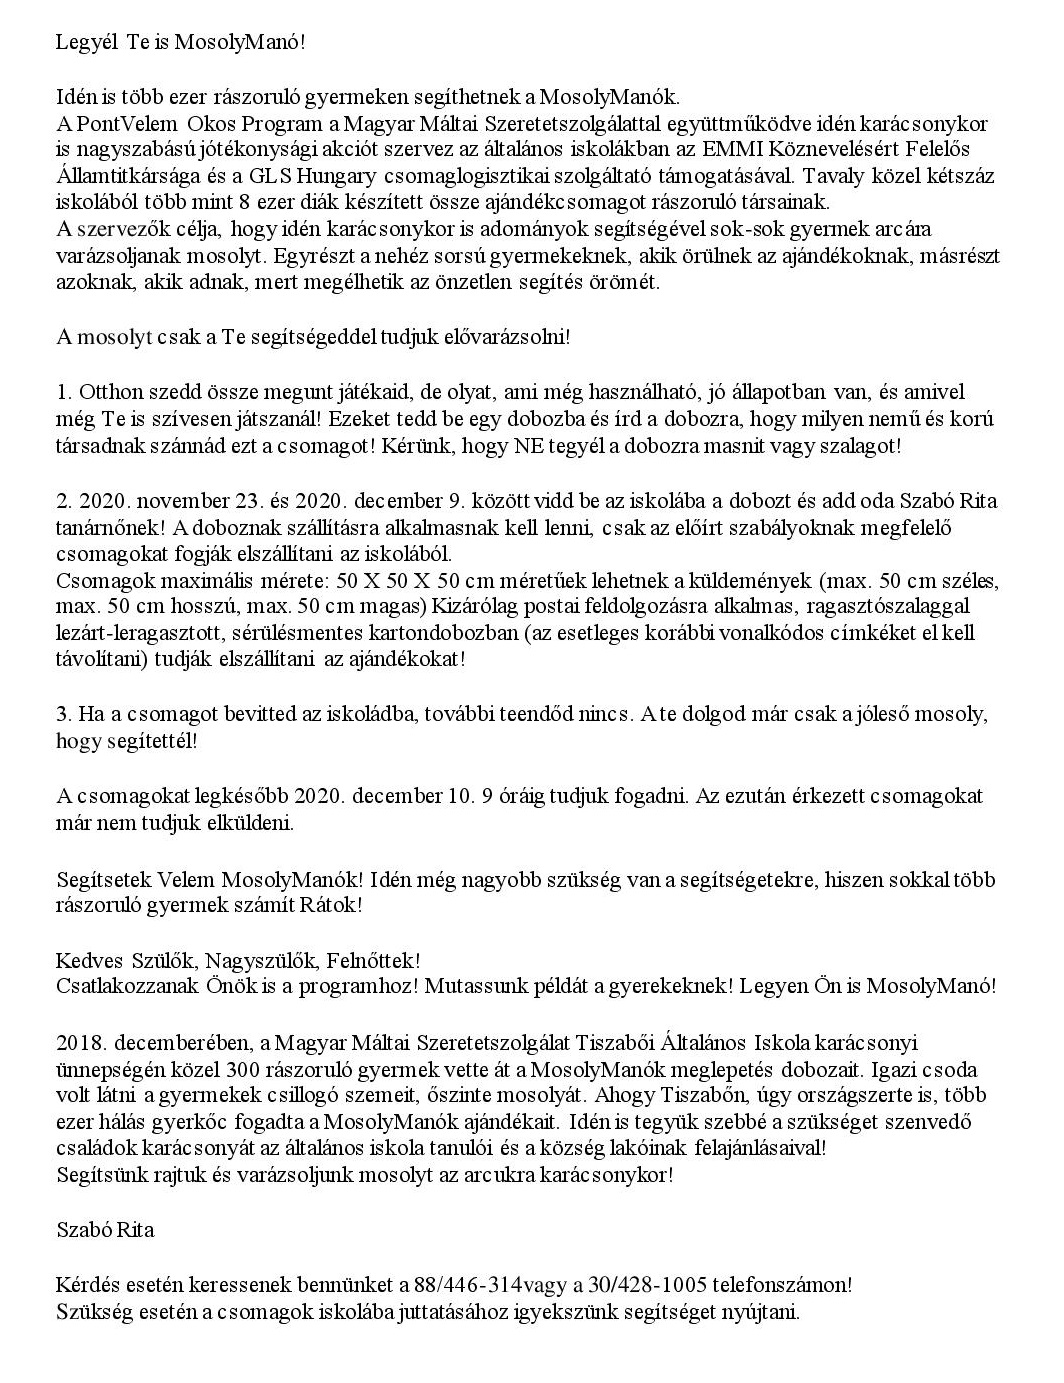 Legyél Te is MosolyManó!
Idén is több ezer rászoruló gyermeken segíthetnek a MosolyManók.
A PontVelem Okos Program a Magyar Máltai Szeretetszolgálattal együttműködve idén karácsonykor
is nagyszabású jótékonysági akciót szervez az általános iskolákban az EMMI Köznevelésért Felelős
Államtitkársága és a GLS Hungary csomaglogisztikai szolgáltató támogatásával. Tavaly közel kétszáz
iskolából több mint 8 ezer diák készített össze ajándékcsomagot rászoruló társainak.
A szervezők célja, hogy idén karácsonykor is adományok segítségével sok-sok gyermek arcára
varázsoljanak mosolyt. Egyrészt a nehéz sorsú gyermekeknek, akik örülnek az ajándékoknak, másrészt
azoknak, akik adnak, mert megélhetik az önzetlen segítés örömét.
A mosolyt csak a Te segítségeddel tudjuk elővarázsolni!
1. Otthon szedd össze megunt játékaid, de olyat, ami még használható, jó állapotban van, és amivel
még Te is szívesen játszanál! Ezeket tedd be egy dobozba és írd a dobozra, hogy milyen nemű és korú
társadnak szánnád ezt a csomagot! Kérünk, hogy NE tegyél a dobozra masnit vagy szalagot!
2. 2020. november 23. és 2020. december 9. között vidd be az iskolába a dobozt és add oda Szabó Rita
tanárnőnek! A doboznak szállításra alkalmasnak kell lenni, csak az előírt szabályoknak megfelelő
csomagokat fogják elszállítani az iskolából.
Csomagok maximális mérete: 50 X 50 X 50 cm méretűek lehetnek a küldemények (max. 50 cm széles,
max. 50 cm hosszú, max. 50 cm magas) Kizárólag postai feldolgozásra alkalmas, ragasztószalaggal
lezárt-leragasztott, sérülésmentes kartondobozban (az esetleges korábbi vonalkódos címkéket el kell
távolítani) tudják elszállítani az ajándékokat!
3. Ha a csomagot bevitted az iskoládba, további teendőd nincs. A te dolgod már csak a jóleső mosoly,
hogy segítettél!
A csomagokat legkésőbb 2020. december 10. 9 óráig tudjuk fogadni. Az ezután érkezett csomagokat
már nem tudjuk elküldeni.
Segítsetek Velem MosolyManók! Idén még nagyobb szükség van a segítségetekre, hiszen sokkal több
rászoruló gyermek számít Rátok!
Kedves Szülők, Nagyszülők, Felnőttek!
Csatlakozzanak Önök is a programhoz! Mutassunk példát a gyerekeknek! Legyen Ön is MosolyManó!
2018. decemberében, a Magyar Máltai Szeretetszolgálat Tiszabői Általános Iskola karácsonyi
ünnepségén közel 300 rászoruló gyermek vette át a MosolyManók meglepetés dobozait. Igazi csoda
volt látni a gyermekek csillogó szemeit, őszinte mosolyát. Ahogy Tiszabőn, úgy országszerte is, több
ezer hálás gyerkőc fogadta a MosolyManók ajándékait. Idén is tegyük szebbé a szükséget szenvedő
családok karácsonyát az általános iskola tanulói és a község lakóinak felajánlásaival!
Segítsünk rajtuk és varázsoljunk mosolyt az arcukra karácsonykor!
Szabó Rita
Kérdés esetén keressenek bennünket a 88/446-314vagy a 30/428-1005 telefonszámon!
Szükség esetén a csomagok iskolába juttatásához igyekszünk segítséget nyújtani.